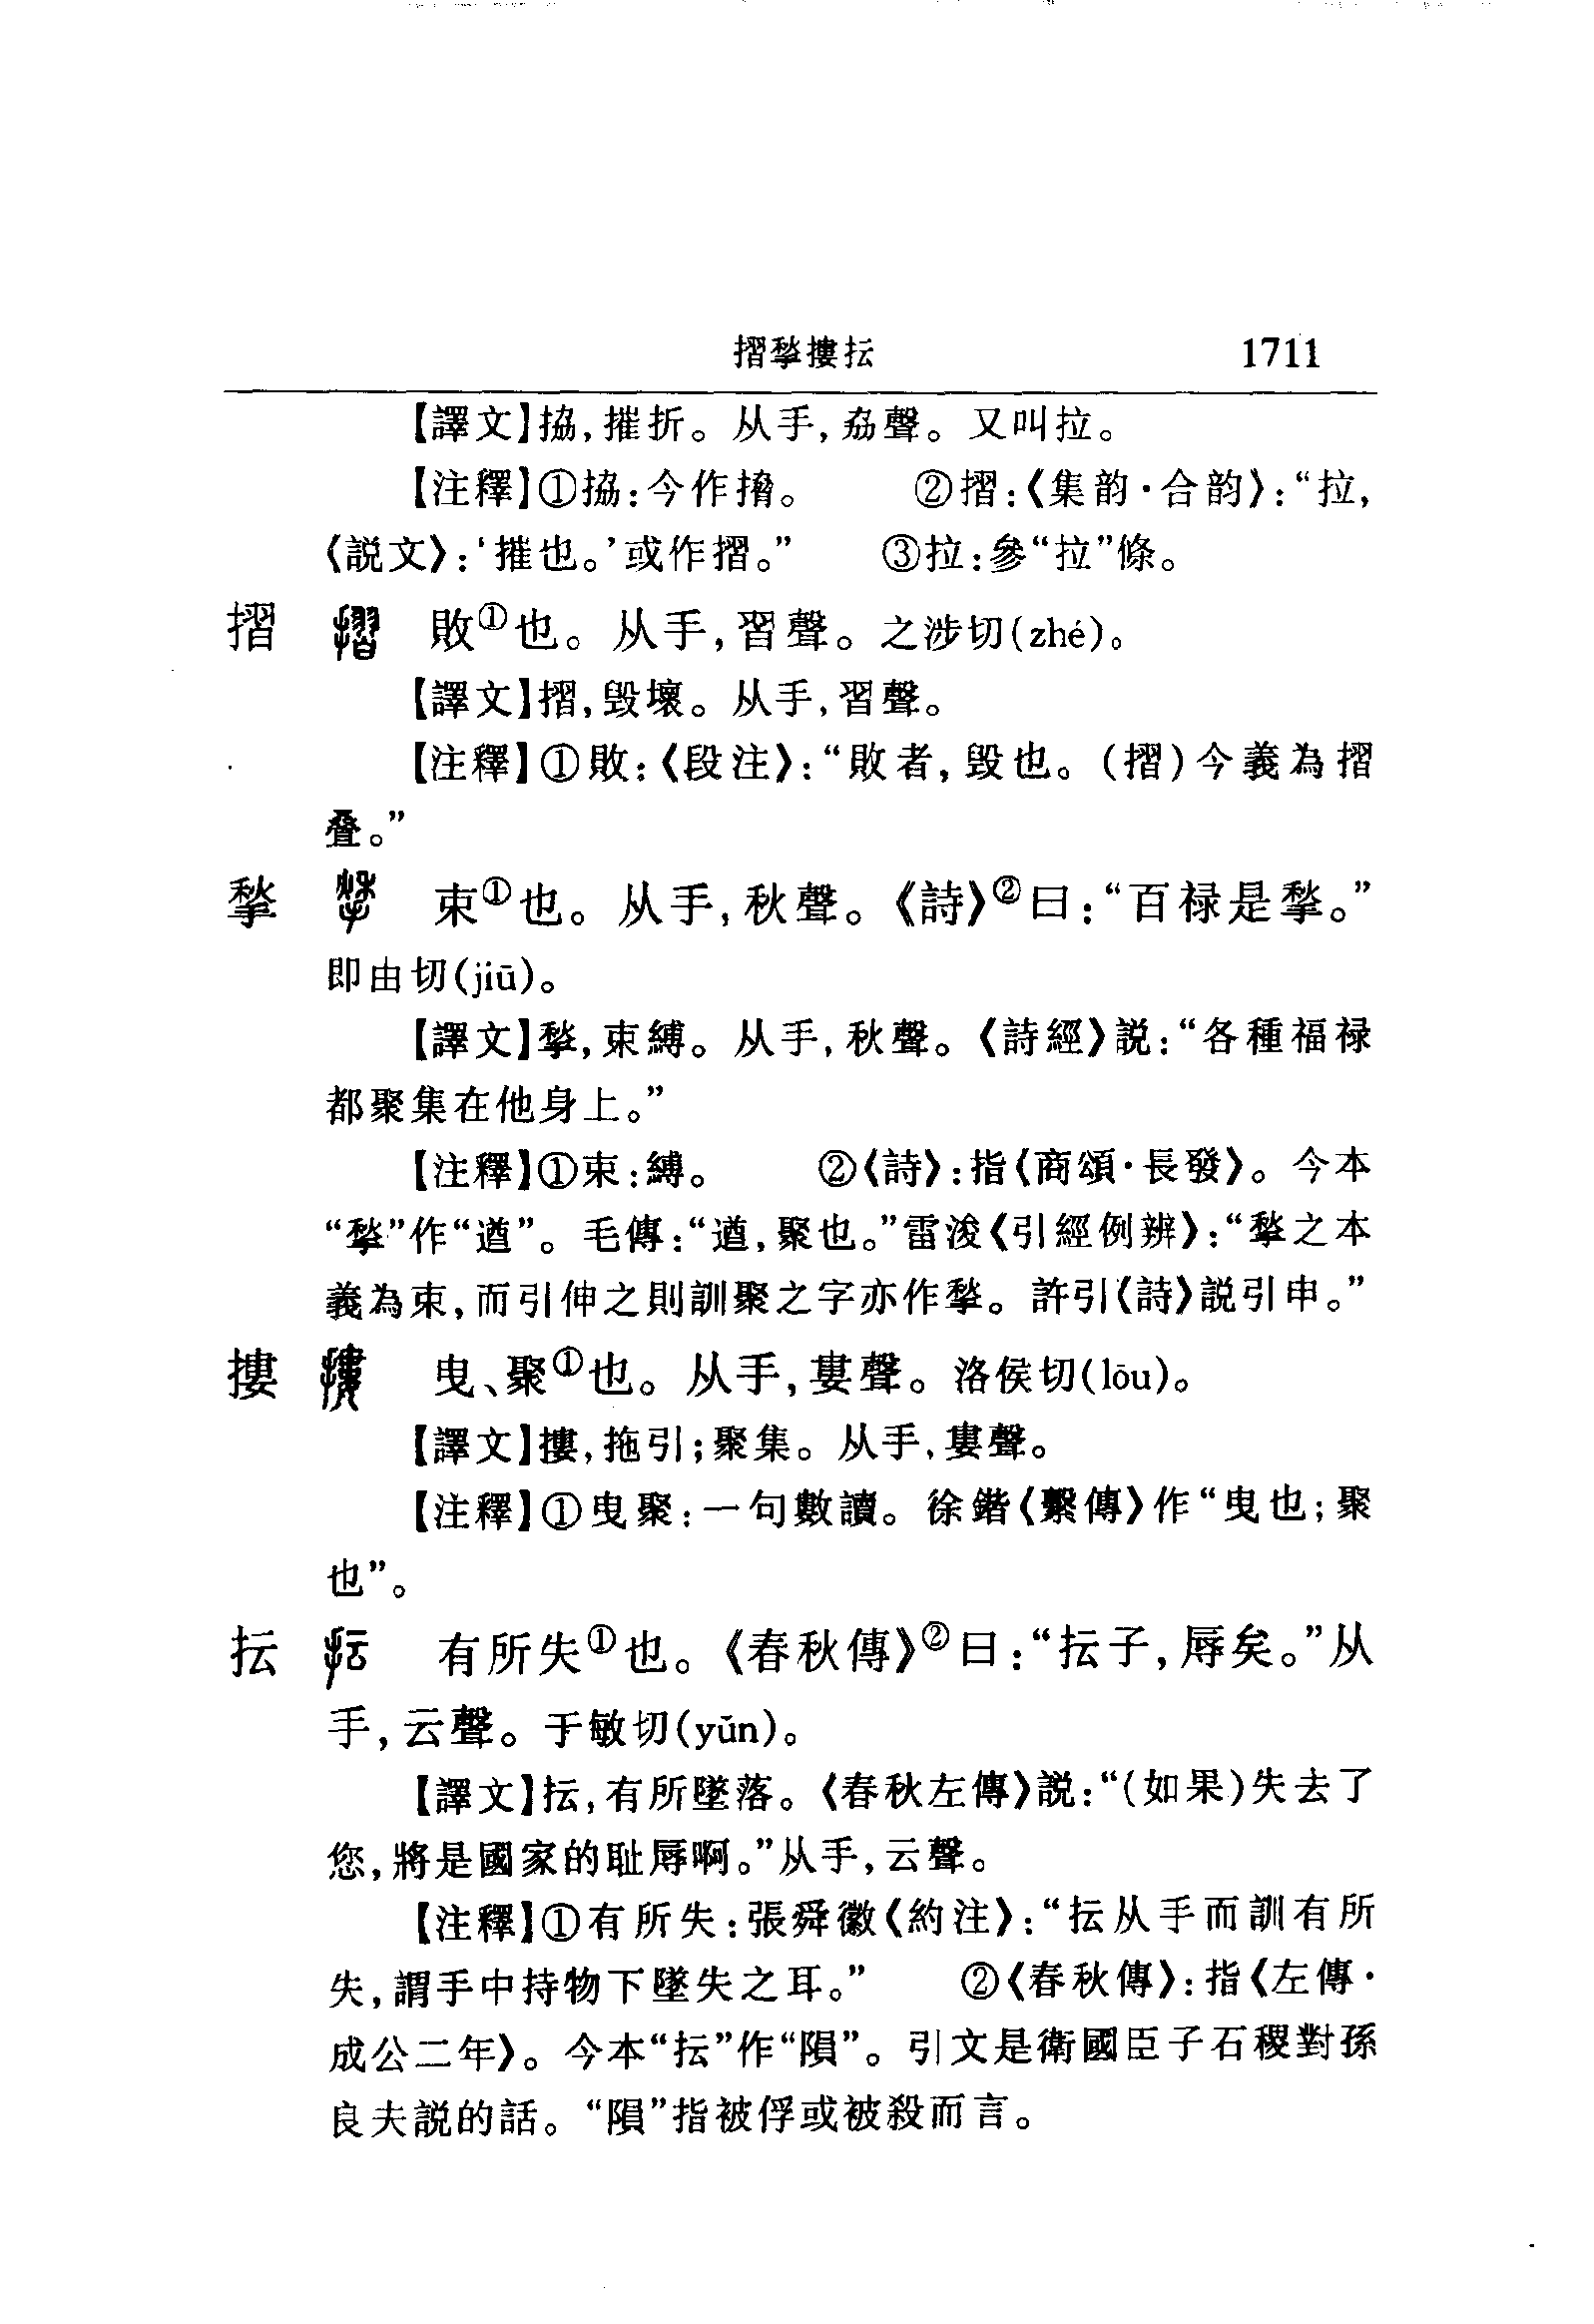 摺揫摟抎 1711
【譯文】拹,摧折。从手,劦聲。又叫拉。
【注釋】①拹:今作搚。 ②摺:《集韵·合韵》:“拉,
《説文》:‘摧也。’或作摺。” ③拉:參“拉”條。
摺 敗①也。从手,習聲。之涉切(zhé)。
【譯文】摺,毁壞。从手,習聲。
【注釋】①敗:《段注》:“敗者,毁也。(摺)今義為摺
叠。”
揫 束①也。从手,秋聲。《詩》②曰:“百禄是揫。”
即由切(jiū)。
【譯文】揫,束縛。从手,秋聲。《詩經》説:“各種福禄
都聚集在他身上。”
【注釋】①束:縛。 ②《詩》:指《商頌·長發》。今本
“揫”作“遒”。毛傳:“遒,聚也。”雷浚《引經例辨》:“揫之本
義為束,而引伸之則訓聚之字亦作揫。許引《詩》説引申。”
摟 曳、聚①也。从手,婁聲。洛侯切(lōu)。
【譯文】摟,拖引;聚集。从手,婁聲。
【注釋】①曳聚:一句數讀。徐鍇《繫傳》作“曳也;聚
也”。
抎 有所失①也。《春秋傳》②曰:“抎子,辱矣。”从
手,云聲。于敏切(yǔn)。
【譯文】抎,有所墜落。《春秋左傳》説:“(如果)失去了
您,將是國家的耻辱啊。”从手,云聲。
【注釋】①有所失:張舜徽《約注》:“抎从手而訓有所
失,謂手中持物下墜失之耳。” ②《春秋傳》:指《左傳·
成公二年》。今本“抎”作“隕”。引文是衛國臣子石稷對孫
良夫説的話。“隕”指被俘或被殺而言。